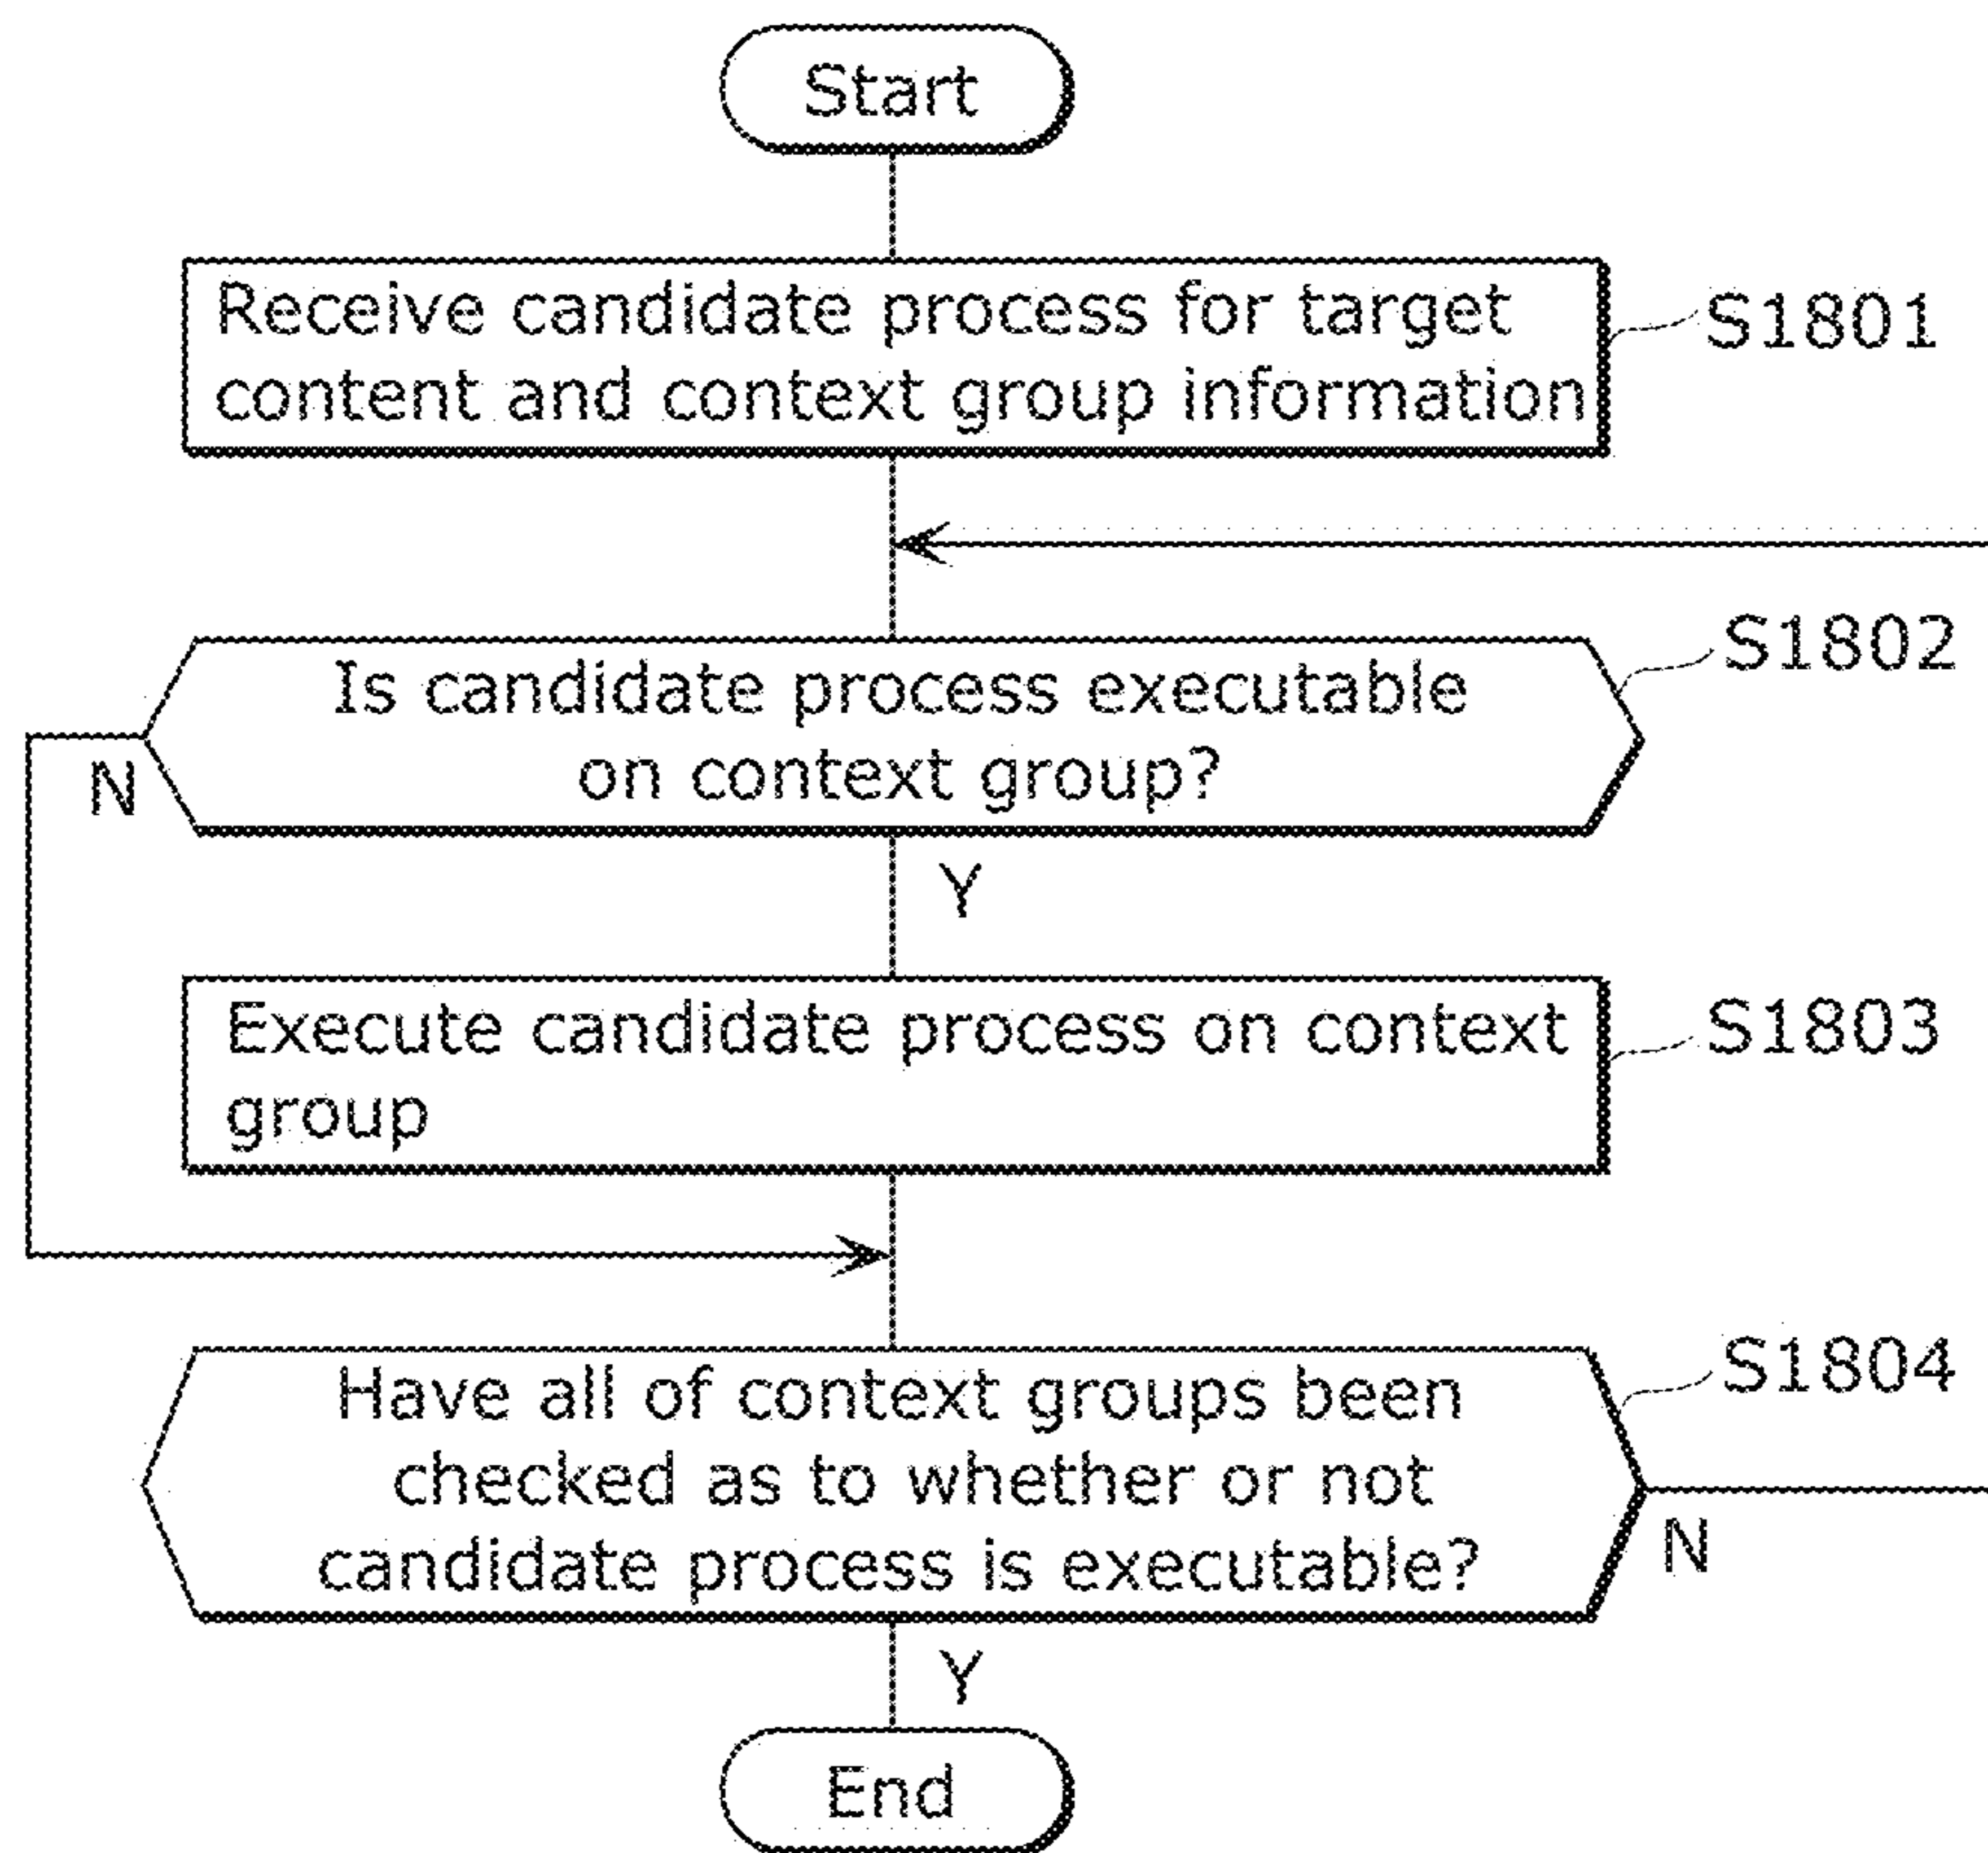 Start
Receive candidate process for target
content and context group information
S1801
S1802
Is candidate process executable
on context group?
N
Y
Execute candidate process on context
group
S1803
S1804
Have all of context groups been
checked as to whether or not
candidate process is executable?
N
Y
End